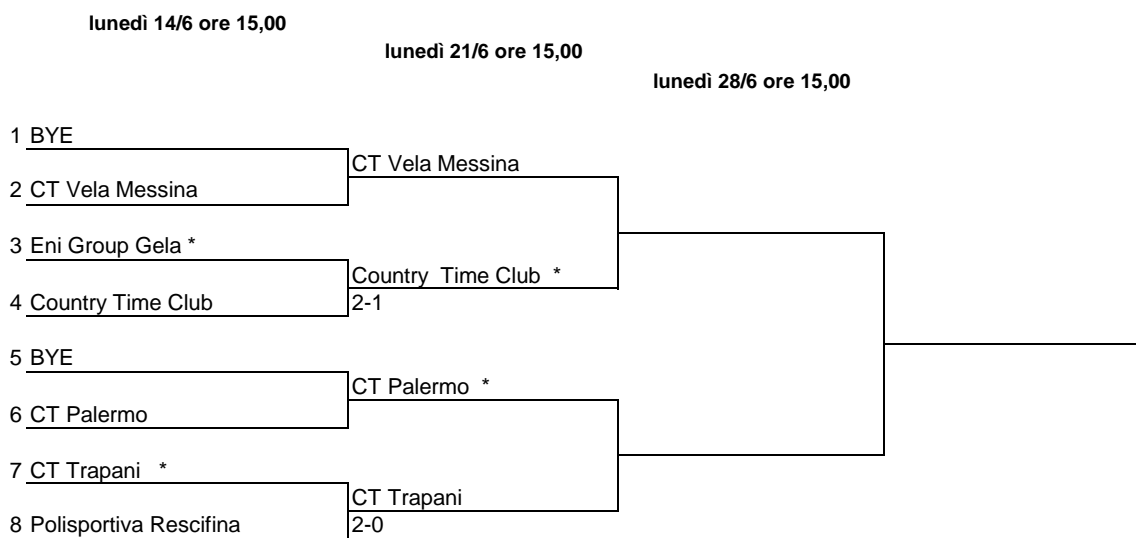 lunedì 14/6 ore 15,00
lunedì 21/6 ore 15,00
lunedì 28/6 ore 15,00
1 BYE
CT Vela Messina
2 CT Vela Messina
3 Eni Group Gela *
Country Time Club *
4 Country Time Club
2-1
5 BYE
CT Palermo *
6 CT Palermo
7 CT Trapani *
CT Trapani
8 Polisportiva Rescifina
2-0